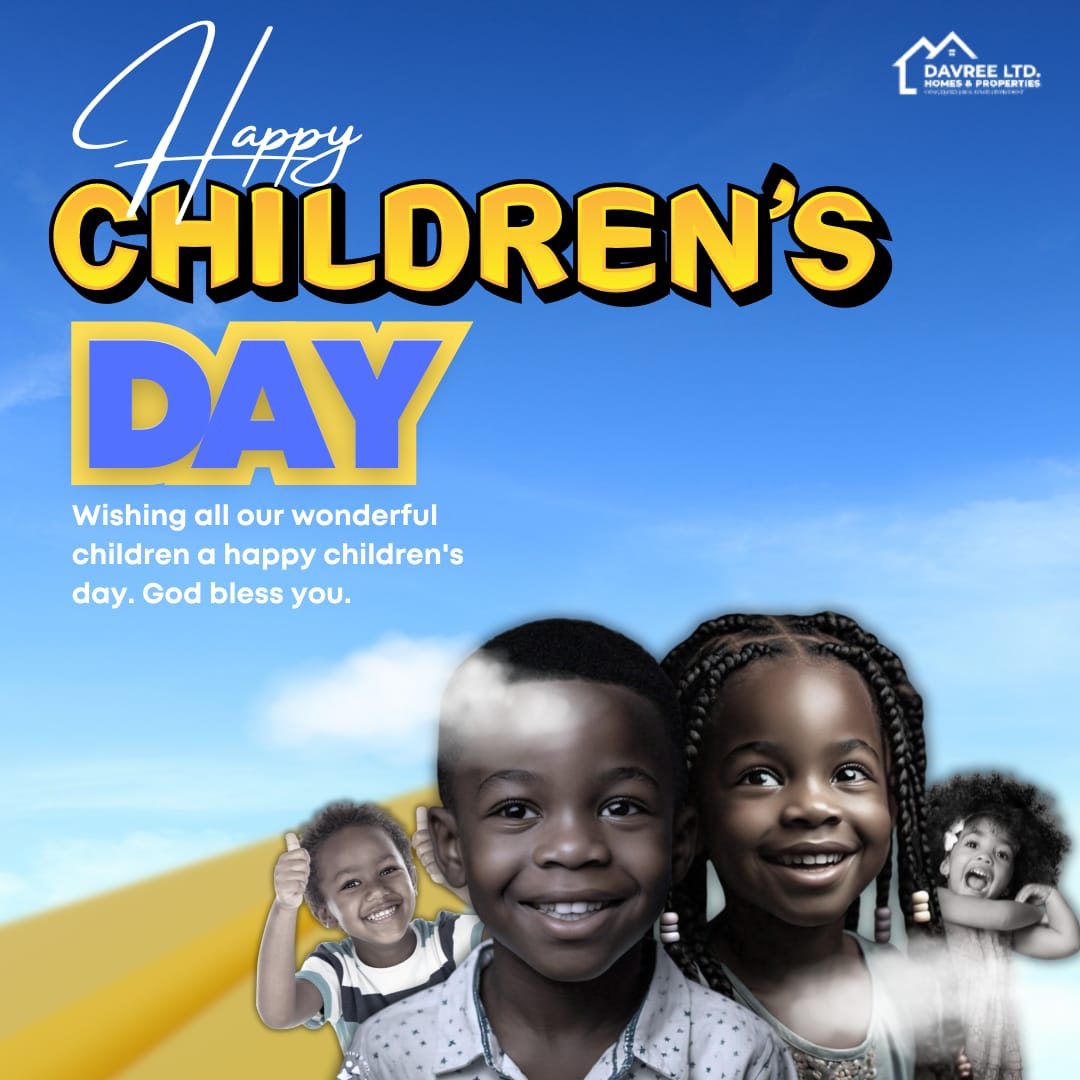 Happy
CHILDREN'S
DAY
Wishing all our wonderful
children a happy children's
day. God bless you.
DAVREE LTD.
HOMES & PROPERTIES